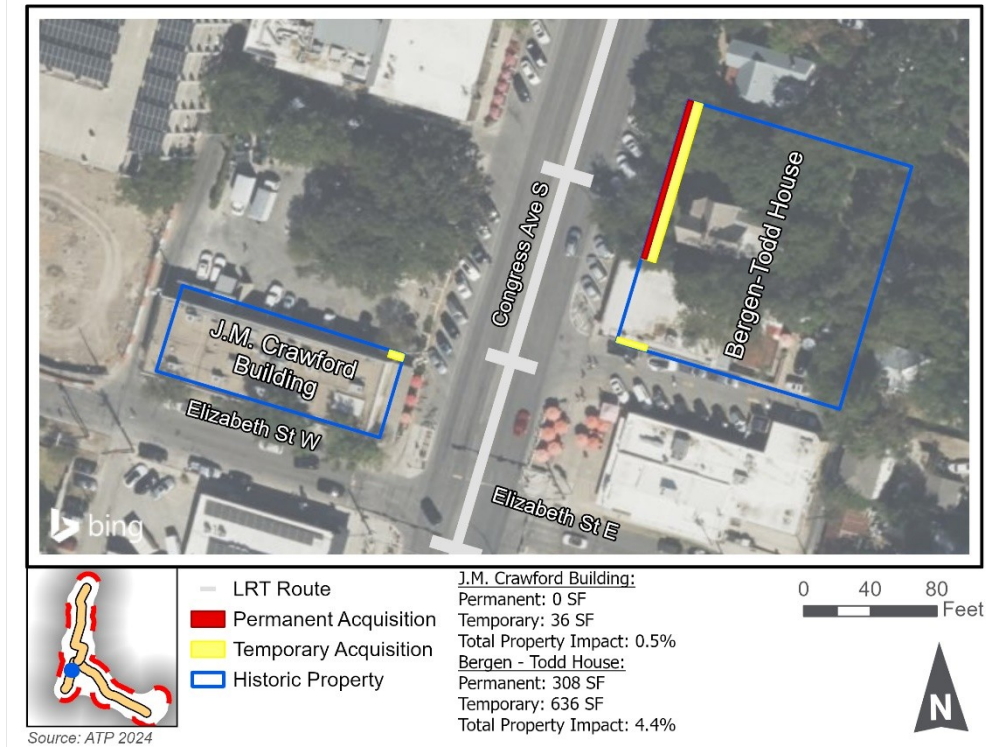 Congress Ave S
Bergen-Todd House
J.M. Crawford
Building
Elizabeth St W
Elizabeth St E
bing
LRT Route
Permanent Acquisition
Temporary Acquisition
Historic Property
J.M. Crawford Building:
Permanent: 0 SF
Temporary: 36 SF
Total Property Impact: 0.5%
Bergen - Todd House:
Permanent: 308 SF
Temporary: 636 SF
Total Property Impact: 4.4%
0 40 80
Feet
N
Source: ATP 2024